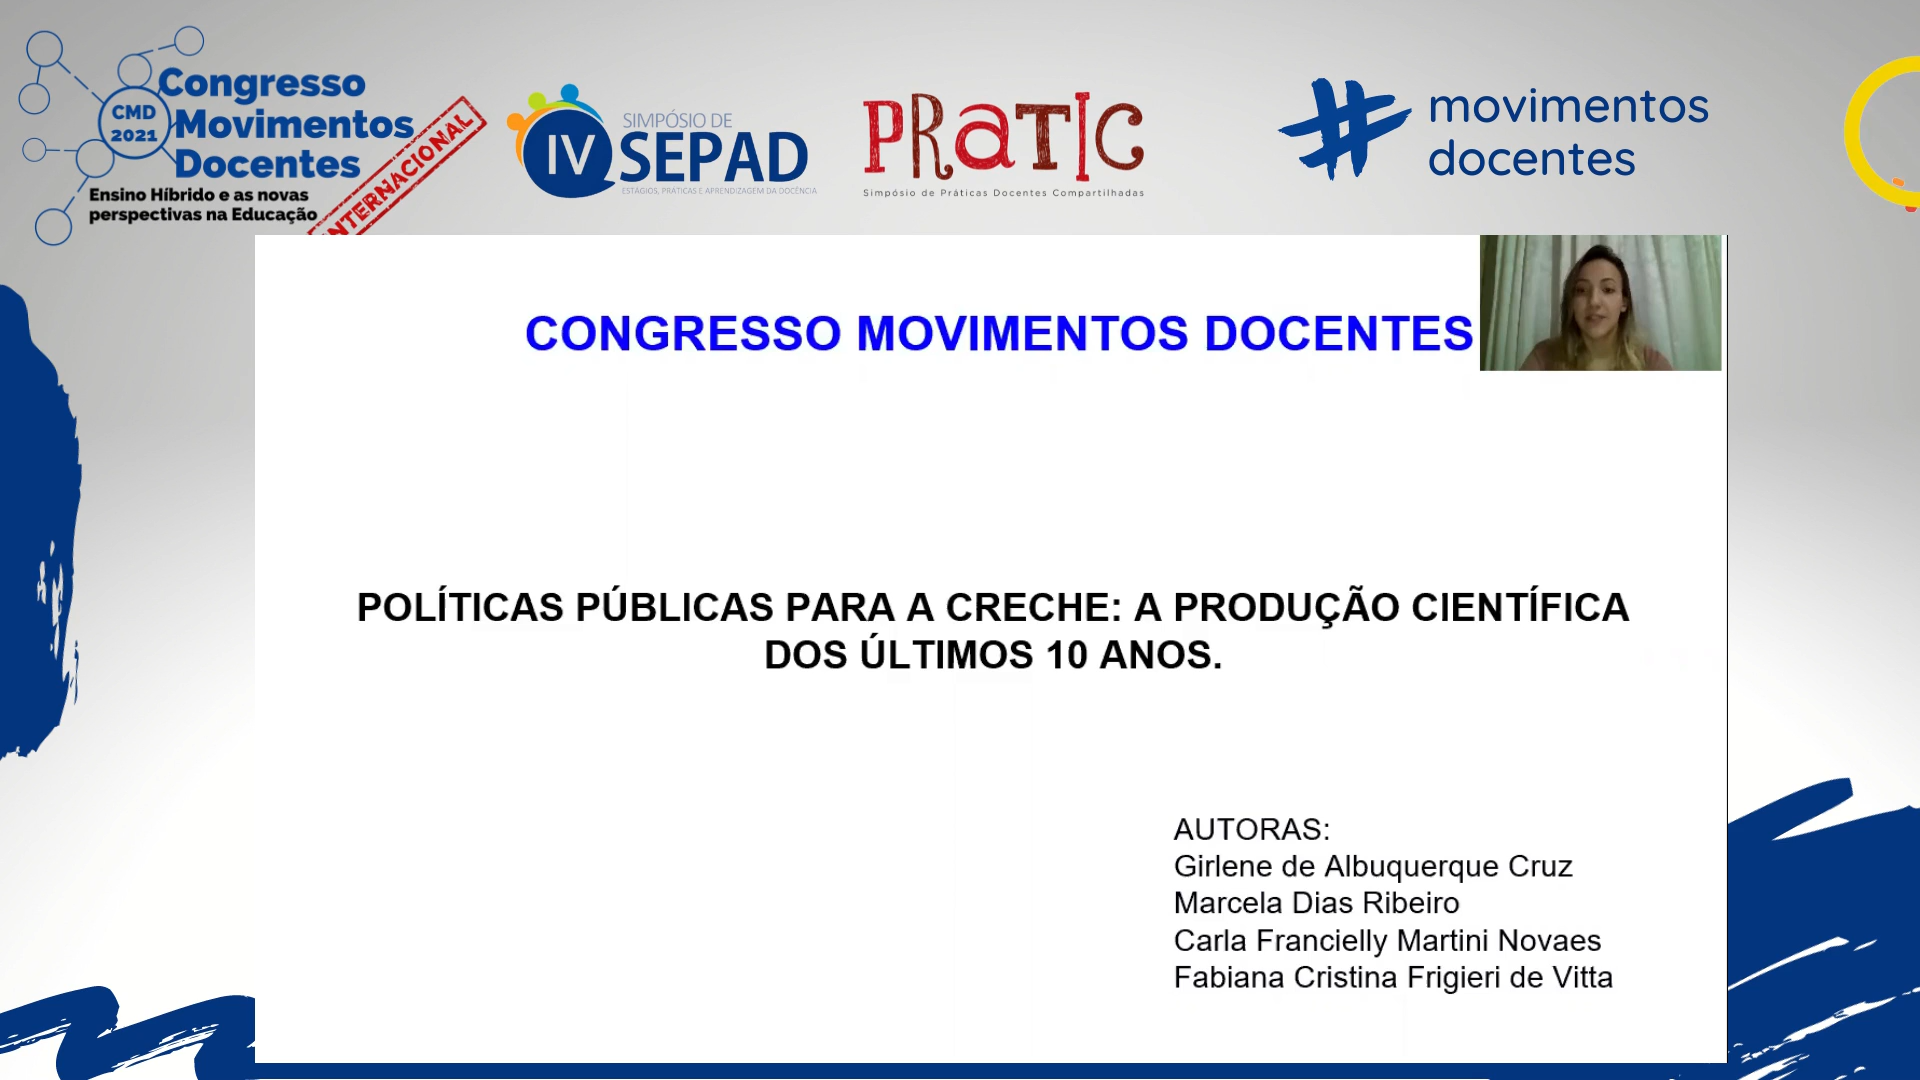 Congresso
Movimentos
Docentes
CMD
2021
Ensino Híbrido e as novas
perspectivas na Educação
INTERNACIONAL
IV
SIMPÓSIO DE
SEPAD
ESTÁGIOS, PRÁTICAS E APRENDIZAGEM DA DOCÊNCIA
PRATIC
Simpósio de Práticas Docentes Compartilhadas
movimentos
docentes
CONGRESSO MOVIMENTOS DOCENTES
POLÍTICAS PÚBLICAS PARA A CRECHE: A PRODUÇÃO CIENTÍFICA
DOS ÚLTIMOS 10 ANOS.
AUTORAS:
Girlene de Albuquerque Cruz
Marcela Dias Ribeiro
Carla Francielly Martini Novaes
Fabiana Cristina Frigieri de Vitta